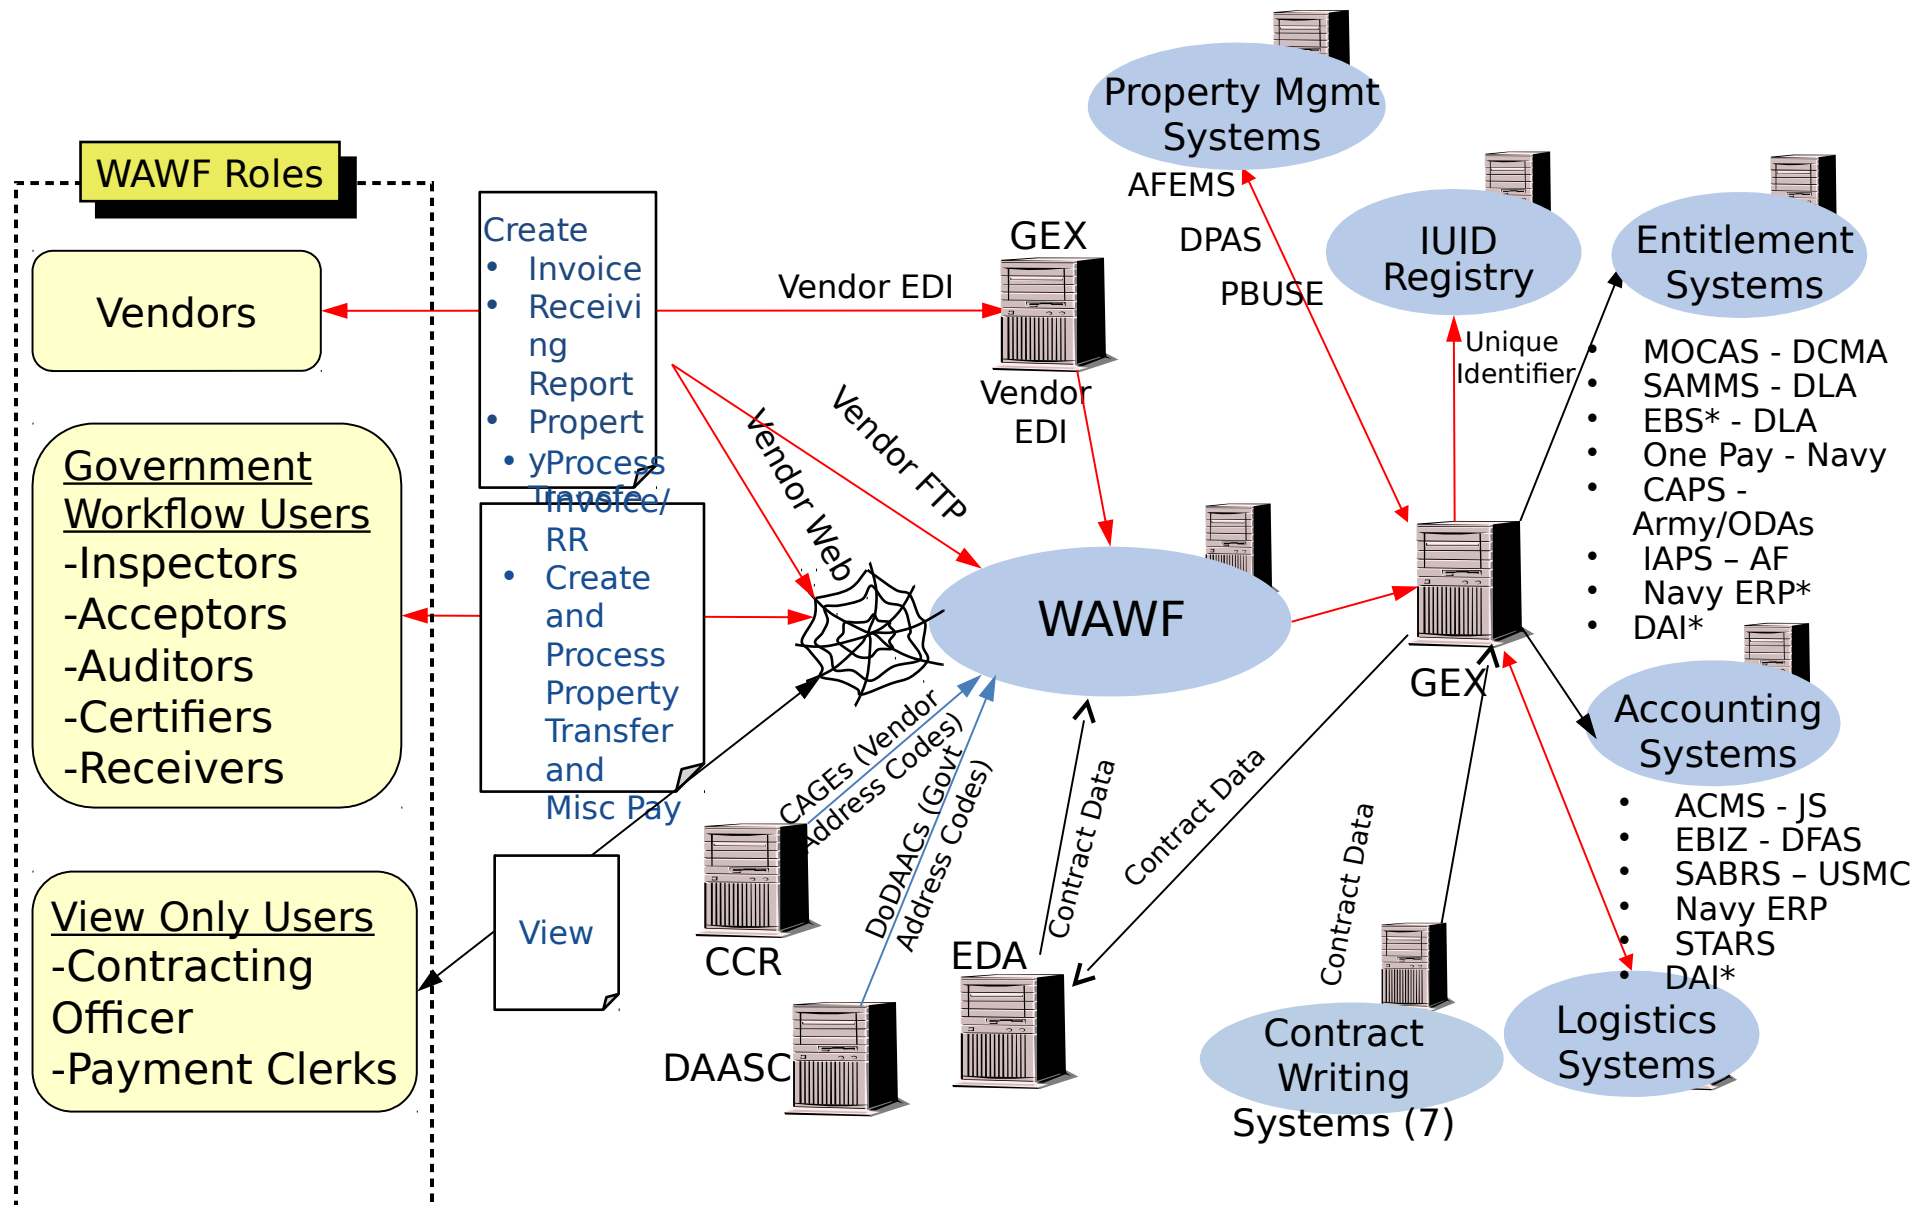 WAWF Roles
Vendors
Government
Workflow Users
-Inspectors
-Acceptors
-Auditors
-Certifiers
-Receivers
View Only Users
-Contracting
Officer
-Payment Clerks
Create
• Invoice
• Receivi
ng
Report
• Propert
y
Transfe
• Process
Invoice/
RR
• Create
and
Process
Property
Transfer
and
Misc Pay
View
Vendor EDI
GEX
Vendor
EDI
Vendor FTP
Vendor Web
WAWF
CAGEs (Vendor
Address Codes)
CCR
DoDAACs (Govt
Address Codes)
DAASC
EDA
Contract Data
Contract Data
Contract Data
Contract
Writing
Systems (7)
GEX
Property Mgmt
Systems
AFEMS
DPAS
PBUSE
IUID
Registry
Unique
Identifier
Entitlement
Systems
• MOCAS - DCMA
• SAMMS - DLA
• EBS* - DLA
• One Pay - Navy
• CAPS -
Army/ODAs
• IAPS – AF
• Navy ERP*
• DAI*
Accounting
Systems
• ACMS - JS
• EBIZ - DFAS
• SABRS – USMC
• Navy ERP
• STARS
• DAI*
Logistics
Systems